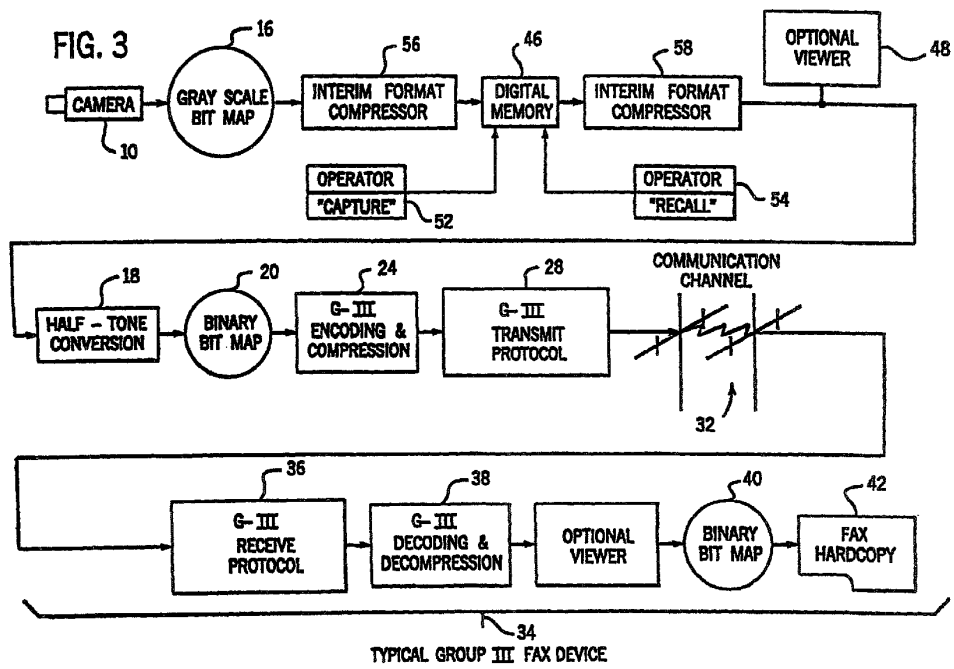 FIG. 3
16
56
46
58
OPTIONAL
VIEWER
48
CAMERA
10
GRAY SCALE
BIT MAP
INTERIM FORMAT
COMPRESSOR
DIGITAL
MEMORY
INTERIM FORMAT
COMPRESSOR
OPERATOR
"CAPTURE"
52
OPERATOR
"RECALL"
54
18
HALF-TONE
CONVERSION
20
BINARY
BIT MAP
24
G-III
ENCODING &
COMPRESSION
28
G-III
TRANSMIT
PROTOCOL
COMMUNICATION
CHANNEL
32
36
G-III
RECEIVE
PROTOCOL
38
G-III
DECODING &
DECOMPRESSION
OPTIONAL
VIEWER
40
BINARY
BIT MAP
42
FAX
HARDCOPY
34
TYPICAL GROUP III FAX DEVICE